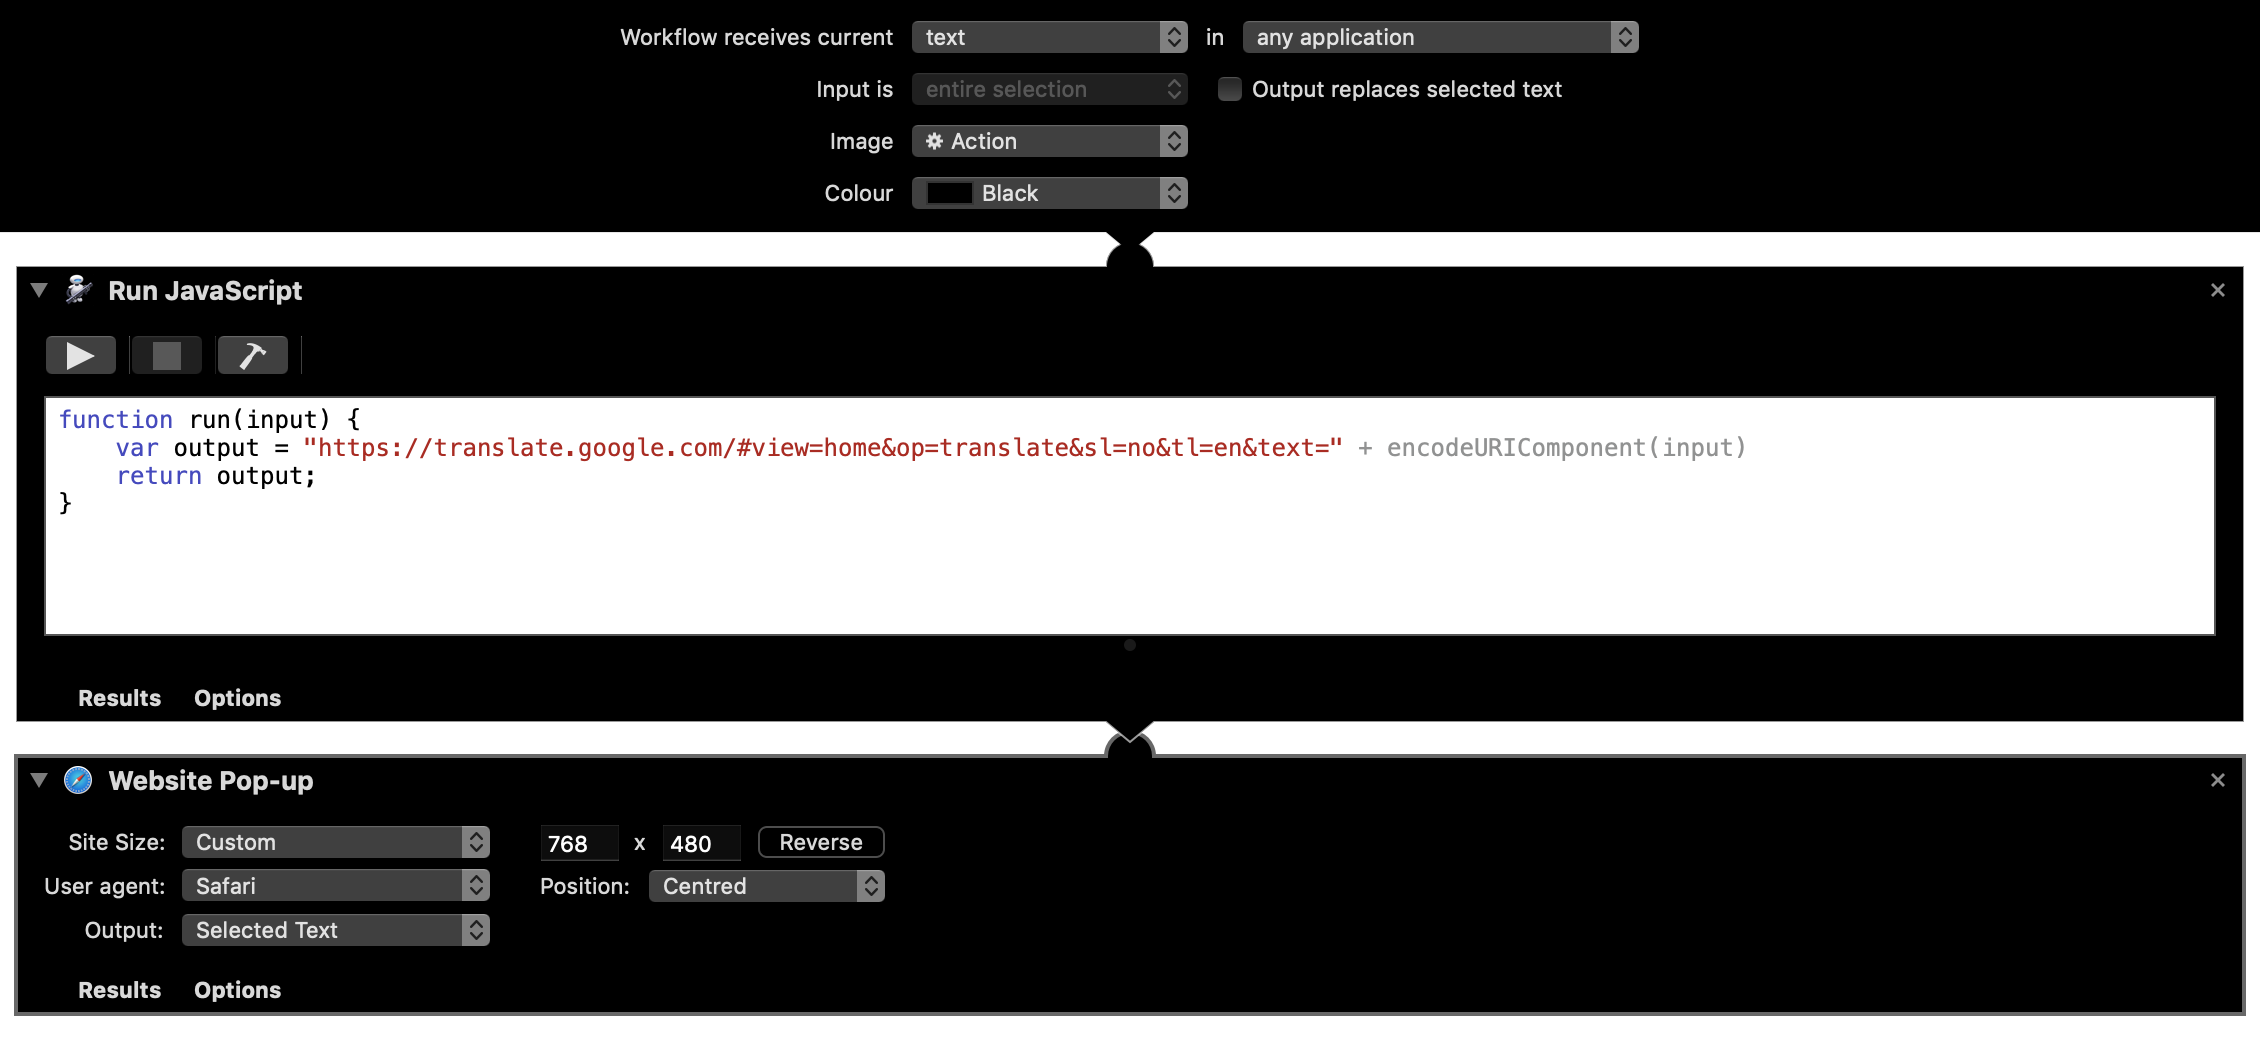 Workflow receives current text in any application
Input is entire selection Output replaces selected text
Image Action
Colour Black
Run JavaScript
function run(input) {
    var output = "https://translate.google.com/#view=home&op=translate&sl=no&tl=en&text=" + encodeURIComponent(input)
    return output;
}
Results Options
Website Pop-up
Site Size: Custom 768 x 480 Reverse
User agent: Safari Position: Centred
Output: Selected Text
Results Options